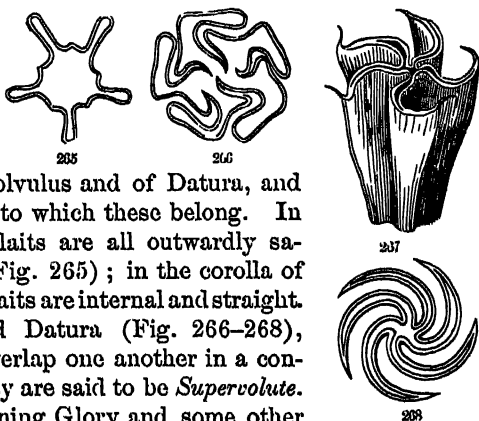 265
266
267
olvulus and of Datura, and
to which these belong. In
laits are all outwardly sa-
Fig. 265) ; in the corolla of
aits are internal and straight.
d Datura (Fig. 266–268),
verlap one another in a con-
y are said to be Supervolute.
ning Glory and some other
268